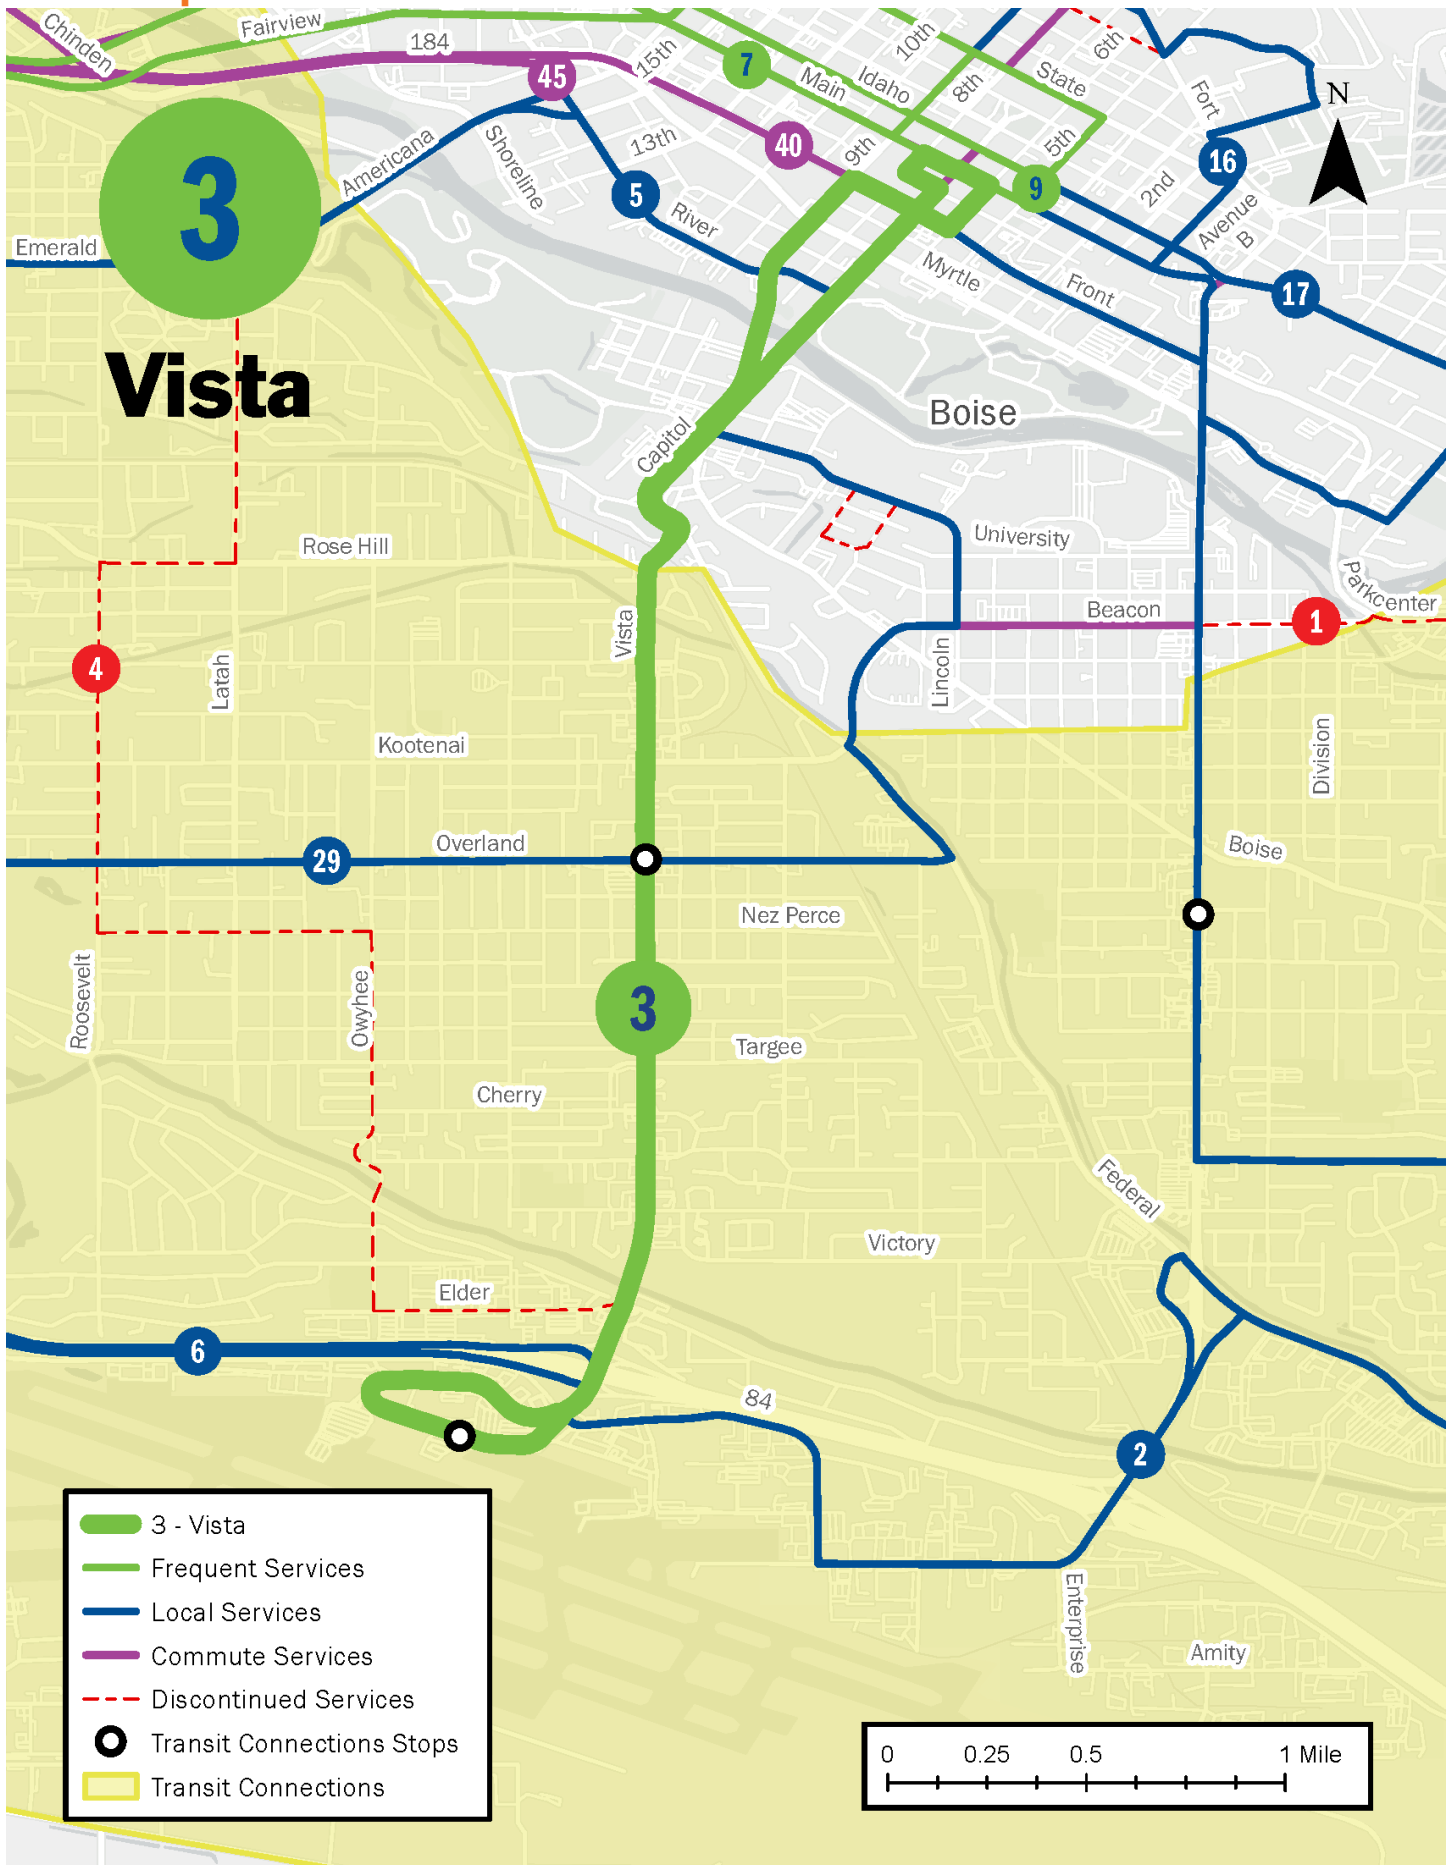 Chinden
Fairview
184
15th
10th
6th
State
8th
Idaho
Main
7
45
Fort
N
5th
40
13th
9th
Shoreline
Americana
3
Vista
Emerald
5
River
9
2nd
16
Avenue
B
Myrtle
Front
17
Boise
Capitol
Rose Hill
University
Parkcenter
Beacon
1
Vista
Lincoln
4
Latah
Kootenai
Division
Overland
29
Boise
Nez Perce
Roosevelt
Owyhee
3
Targee
Cherry
Federal
Victory
Elder
6
84
2
Enterprise
Amity
3 - Vista
Frequent Services
Local Services
Commute Services
Discontinued Services
Transit Connections Stops
Transit Connections
0 0.25 0.5 1 Mile